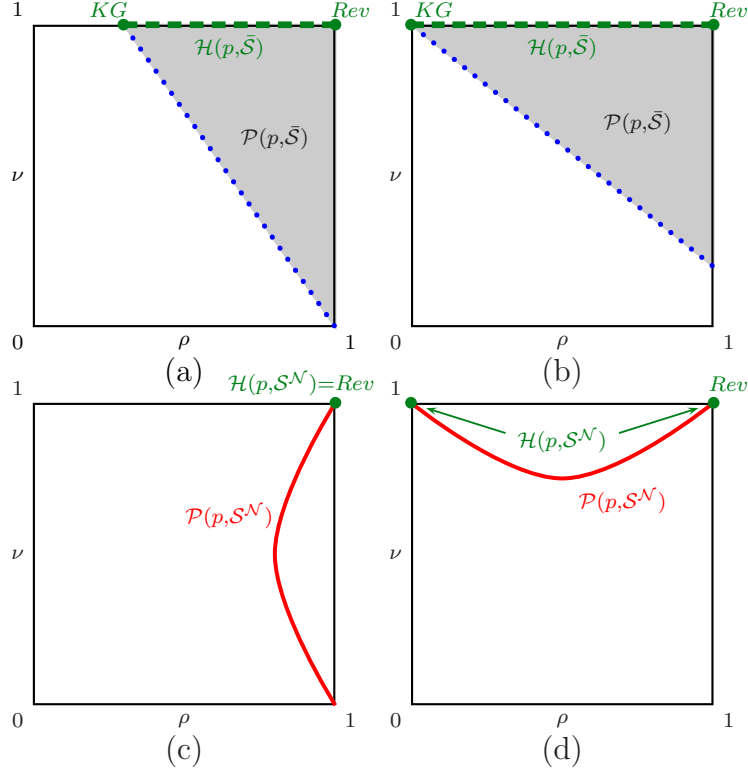 1 KG Rev 1 KG Rev
H(p,S̄) H(p,S̄)
P(p,S̄) P(p,S̄)
ν ν
0 ρ 1 0 ρ 1
(a) (b)
1 H(p,S^N)=Rev 1 Rev
H(p,S^N)
P(p,S^N) P(p,S^N)
ν ν
0 ρ 1 0 ρ 1
(c) (d)